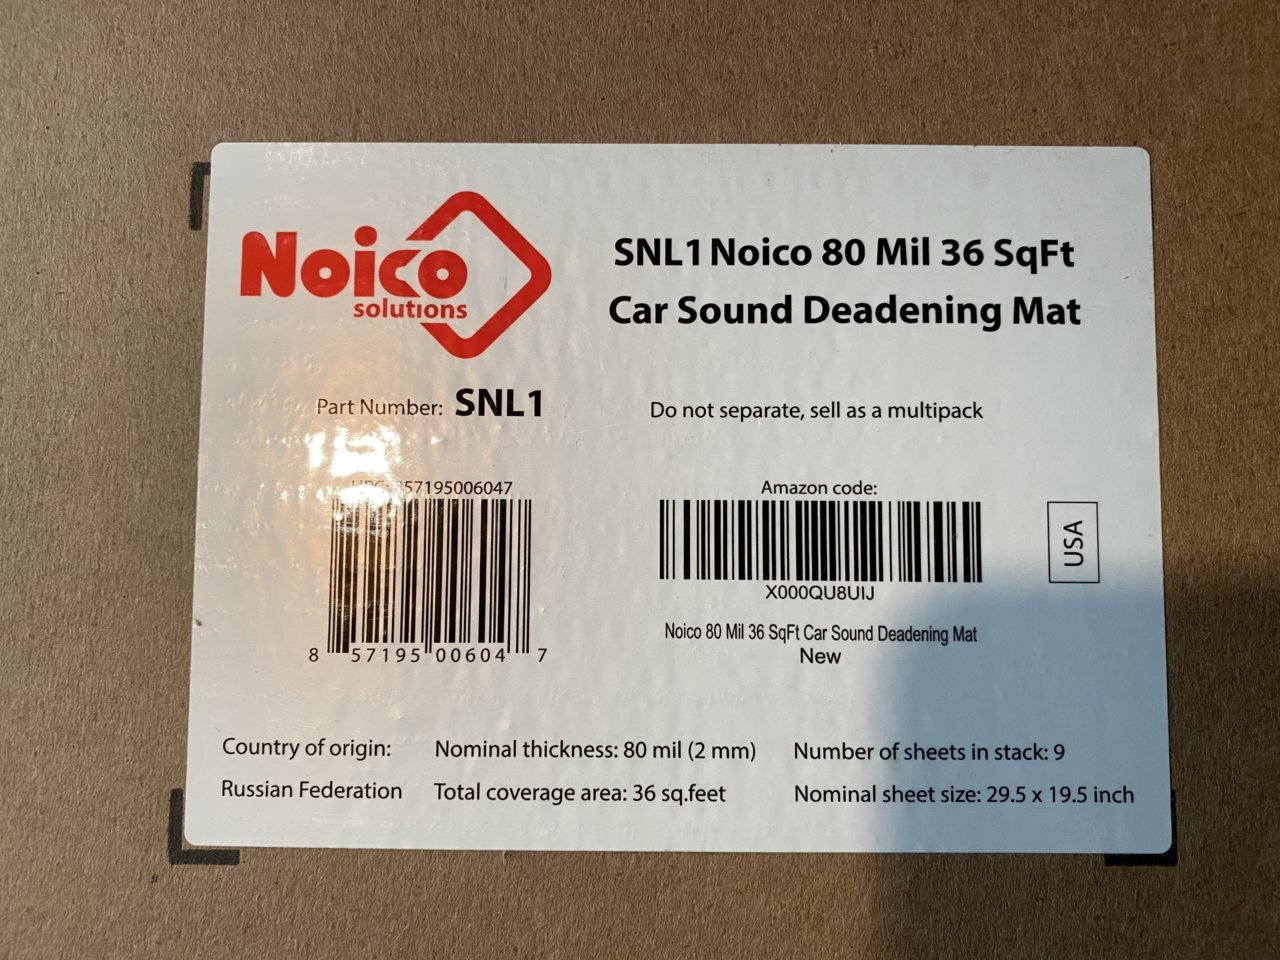 Noico
solutions
SNL1 Noico 80 Mil 36 SqFt
Car Sound Deadening Mat
Part Number: SNL1
Do not separate, sell as a multipack
UPC: 857195006047
8 57195 00604 7
Amazon code:
X000QU8UIJ
Noico 80 Mil 36 SqFt Car Sound Deadening Mat
New
USA
Country of origin:
Russian Federation
Nominal thickness: 80 mil (2 mm)
Total coverage area: 36 sq.feet
Number of sheets in stack: 9
Nominal sheet size: 29.5 x 19.5 inch